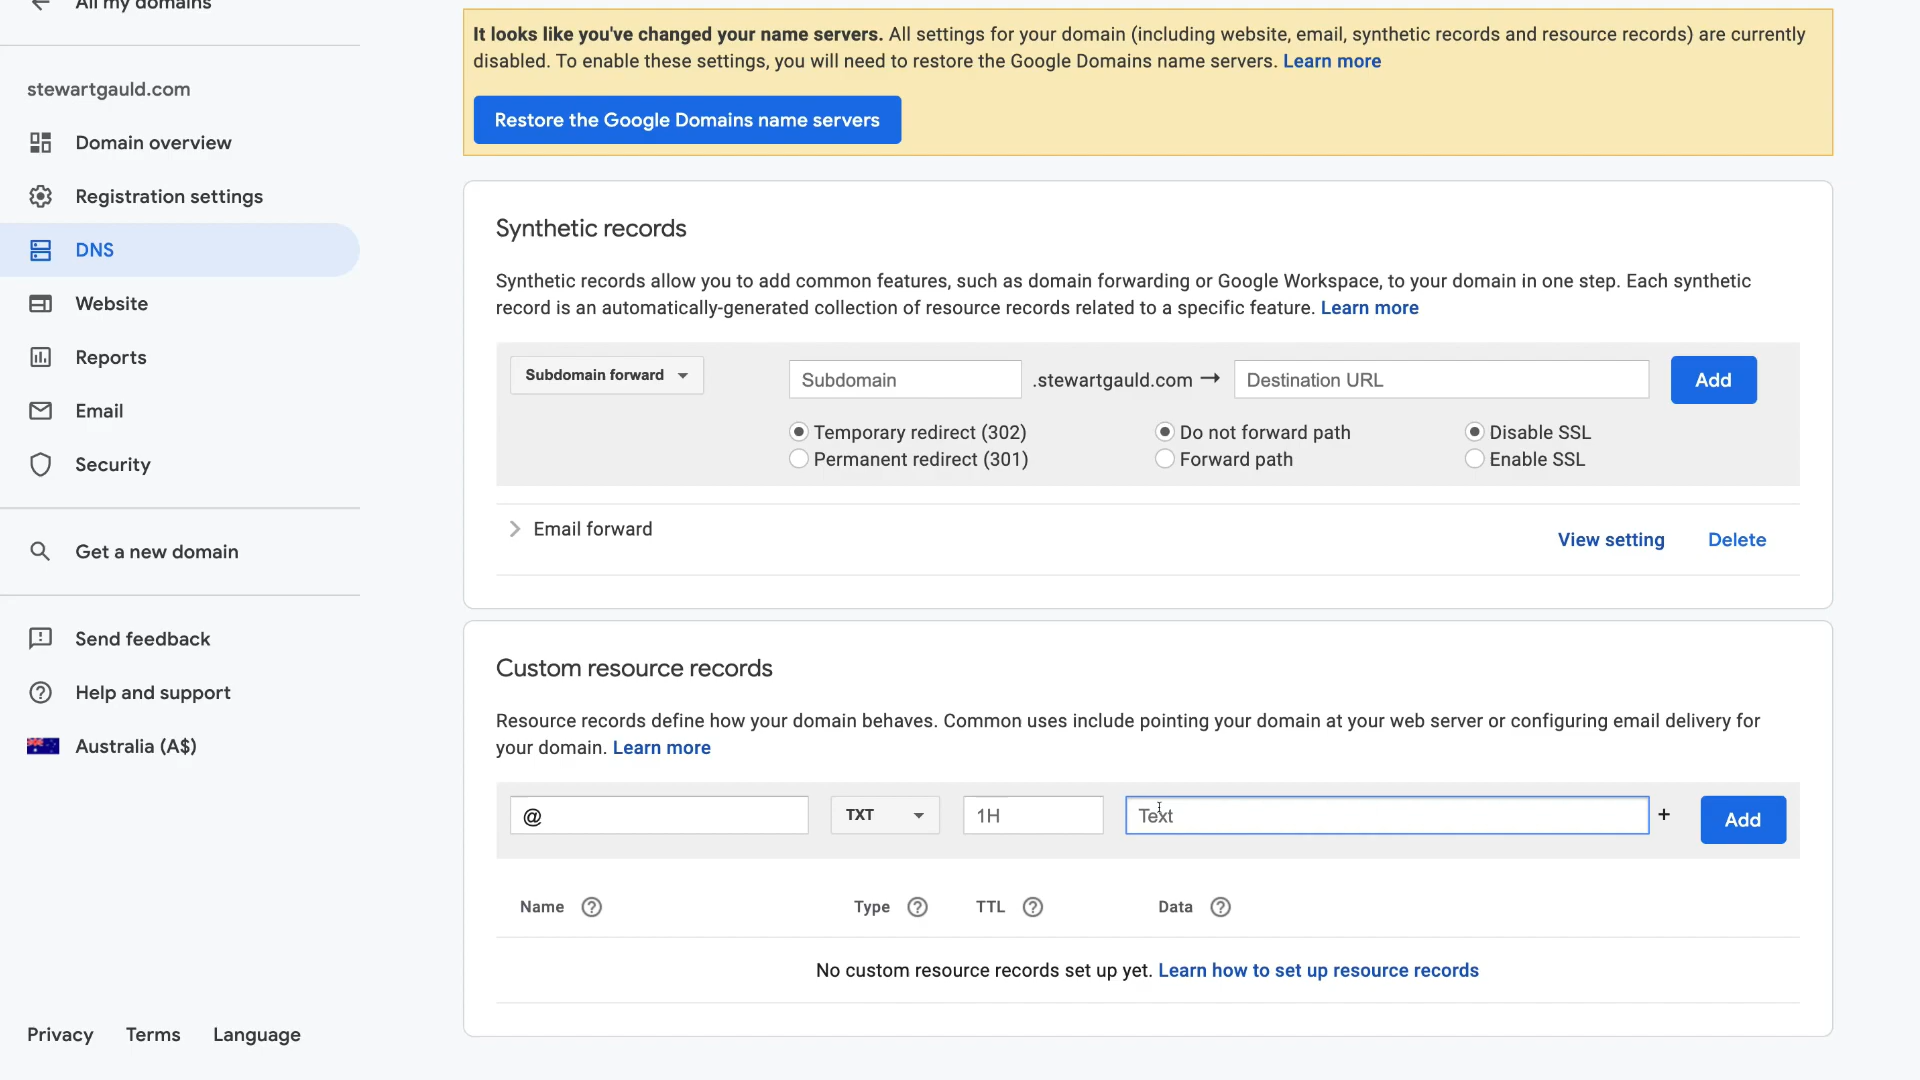 All my domains
stewartgauld.com
Domain overview
Registration settings
DNS
Website
Reports
Email
Security
Get a new domain
Send feedback
Help and support
Australia (A$)
Privacy Terms Language
It looks like you've changed your name servers. All settings for your domain (including website, email, synthetic records and resource records) are currently
disabled. To enable these settings, you will need to restore the Google Domains name servers. Learn more
Restore the Google Domains name servers
Synthetic records
Synthetic records allow you to add common features, such as domain forwarding or Google Workspace, to your domain in one step. Each synthetic
record is an automatically-generated collection of resource records related to a specific feature. Learn more
Subdomain forward Subdomain .stewartgauld.com → Destination URL Add
Temporary redirect (302) Do not forward path Disable SSL
Permanent redirect (301) Forward path Enable SSL
Email forward View setting Delete
Custom resource records
Resource records define how your domain behaves. Common uses include pointing your domain at your web server or configuring email delivery for
your domain. Learn more
@ TXT 1H Text + Add
Name ? Type ? TTL ? Data ?
No custom resource records set up yet. Learn how to set up resource records